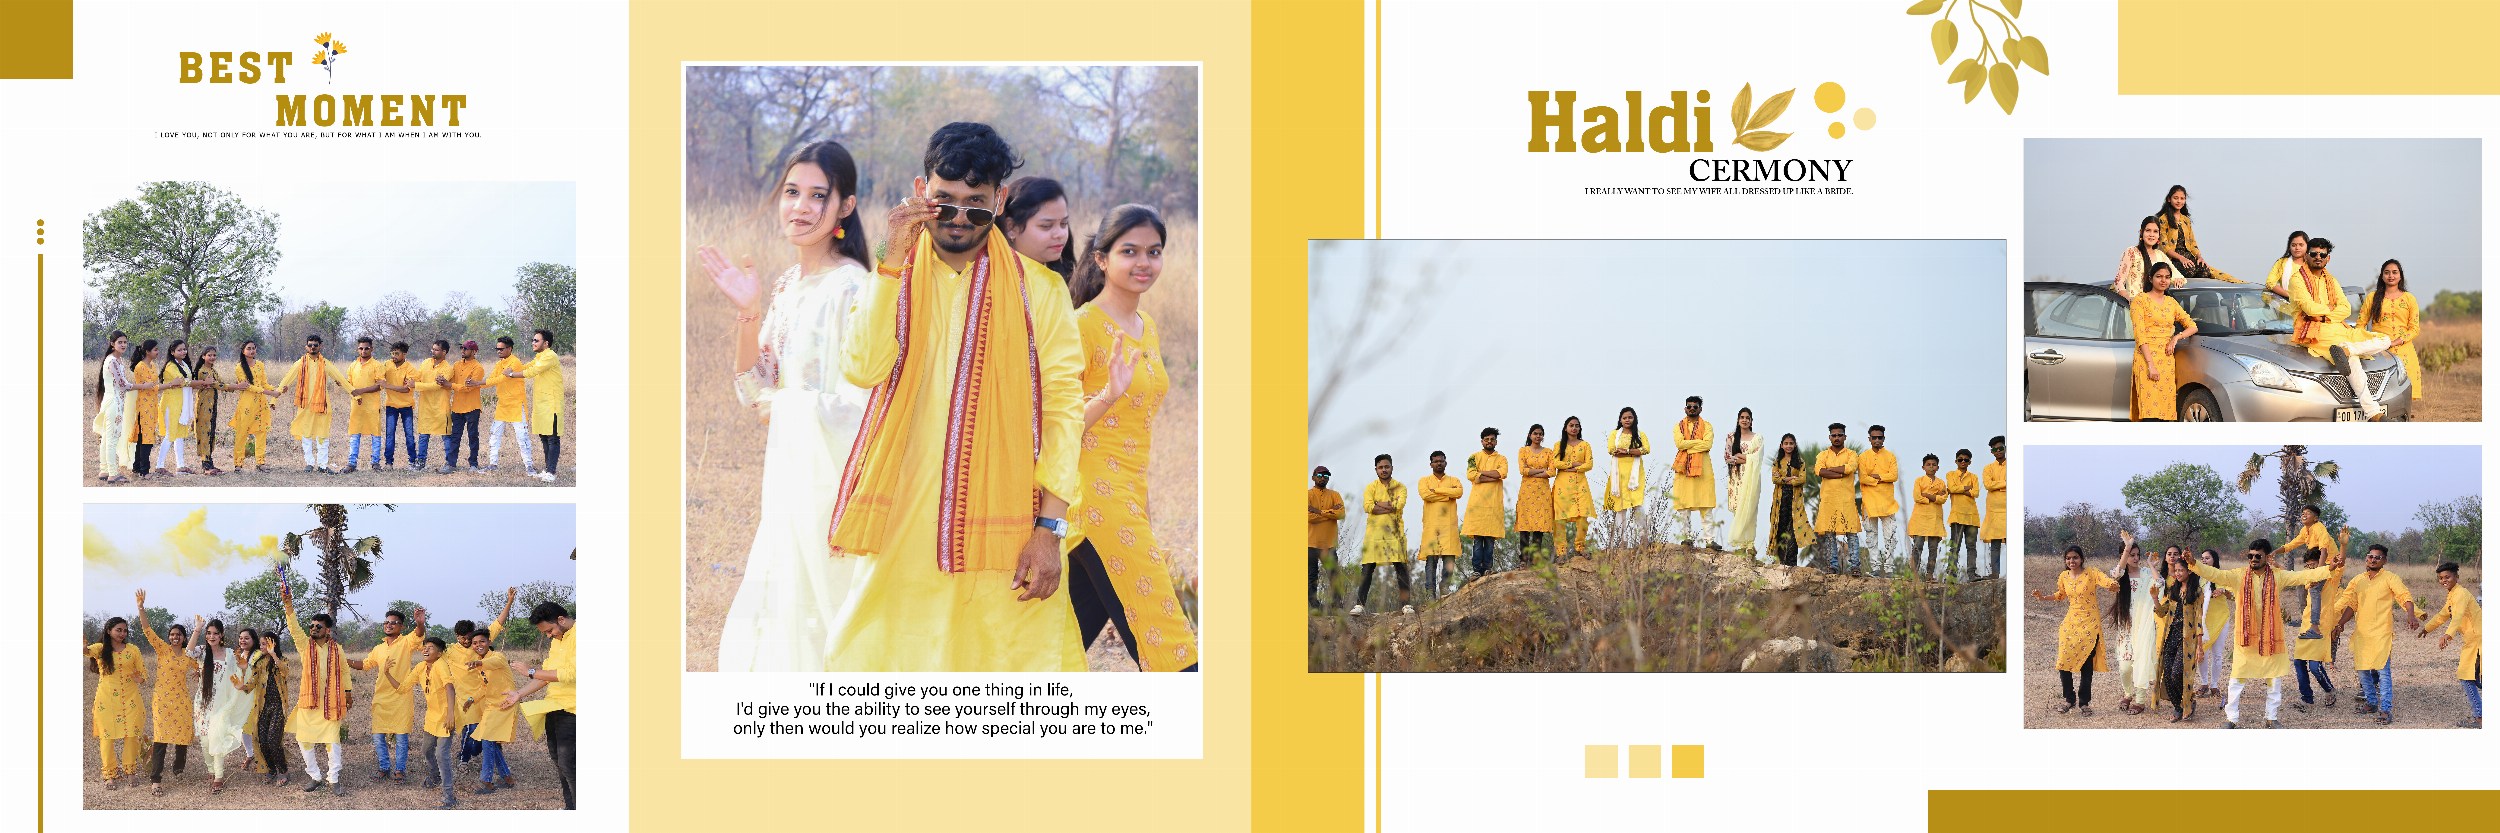 BEST
MOMENT
I LOVE YOU, NOT ONLY FOR WHAT YOU ARE, BUT FOR WHAT I AM WHEN I AM WITH YOU.
"If I could give you one thing in life,
I'd give you the ability to see yourself through my eyes,
only then would you realize how special you are to me."
Haldi
CERMONY
I REALLY WANT TO SEE MY WIFE ALL DRESSED UP LIKE A BRIDE.